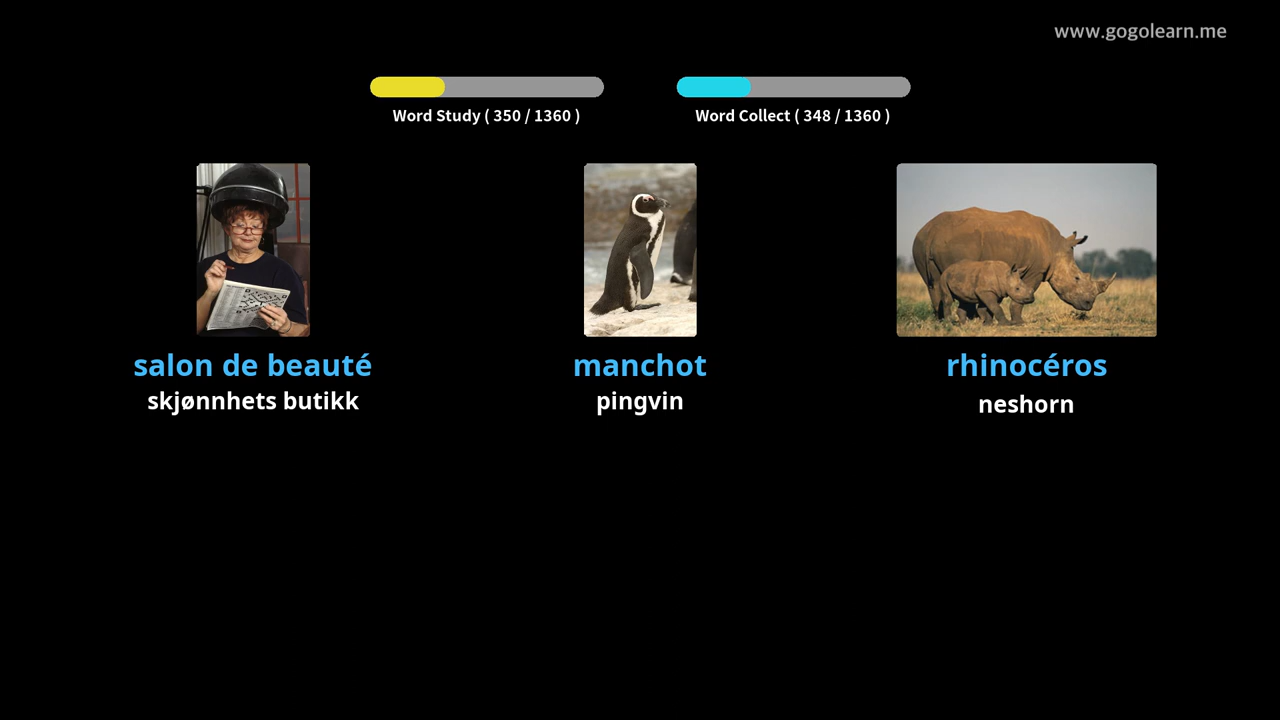 www.gogolearn.me
Word Study ( 350 / 1360 )
Word Collect ( 348 / 1360 )
salon de beauté
skjønnhets butikk
manchot
pingvin
rhinocéros
neshorn